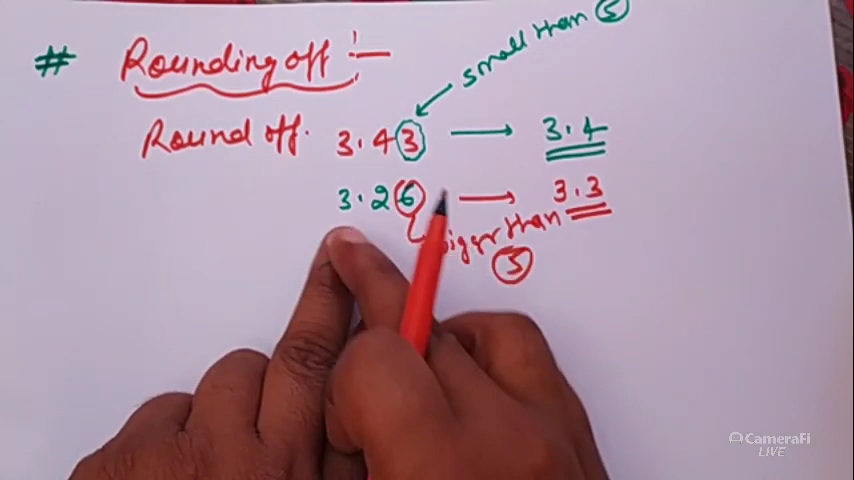 # Rounding off :-
small than 5
Round off. 3.43 → 3.4
3.26 → 3.3
bigger than
5
CameraFi
LIVE